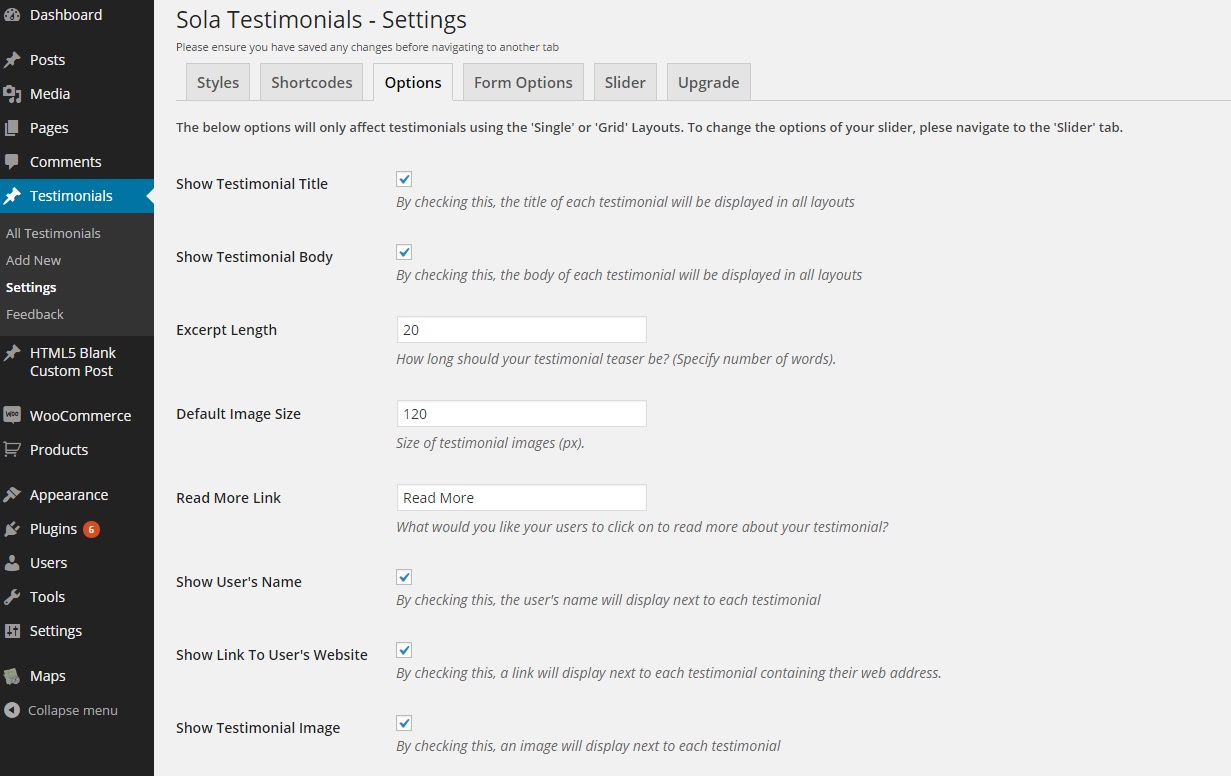 Dashboard
Posts
Media
Pages
Comments
Testimonials
All Testimonials
Add New
Settings
Feedback
HTML5 Blank
Custom Post
WOO
WooCommerce
Products
Appearance
Plugins 6
Users
Tools
Settings
Maps
Collapse menu
Sola Testimonials - Settings
Please ensure you have saved any changes before navigating to another tab
Styles Shortcodes Options Form Options Slider Upgrade
The below options will only affect testimonials using the 'Single' or 'Grid' Layouts. To change the options of your slider, plese navigate to the 'Slider' tab.
Show Testimonial Title
By checking this, the title of each testimonial will be displayed in all layouts
Show Testimonial Body
By checking this, the body of each testimonial will be displayed in all layouts
Excerpt Length 20
How long should your testimonial teaser be? (Specify number of words).
Default Image Size 120
Size of testimonial images (px).
Read More Link Read More
What would you like your users to click on to read more about your testimonial?
Show User's Name
By checking this, the user's name will display next to each testimonial
Show Link To User's Website
By checking this, a link will display next to each testimonial containing their web address.
Show Testimonial Image
By checking this, an image will display next to each testimonial